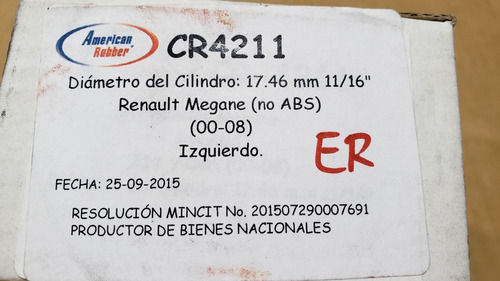 American Rubber®
CR4211
Diámetro del Cilindro: 17.46 mm 11/16"
Renault Megane (no ABS)
(00-08)
Izquierdo.
ER
FECHA: 25-09-2015
RESOLUCIÓN MINCIT No. 201507290007691
PRODUCTOR DE BIENES NACIONALES